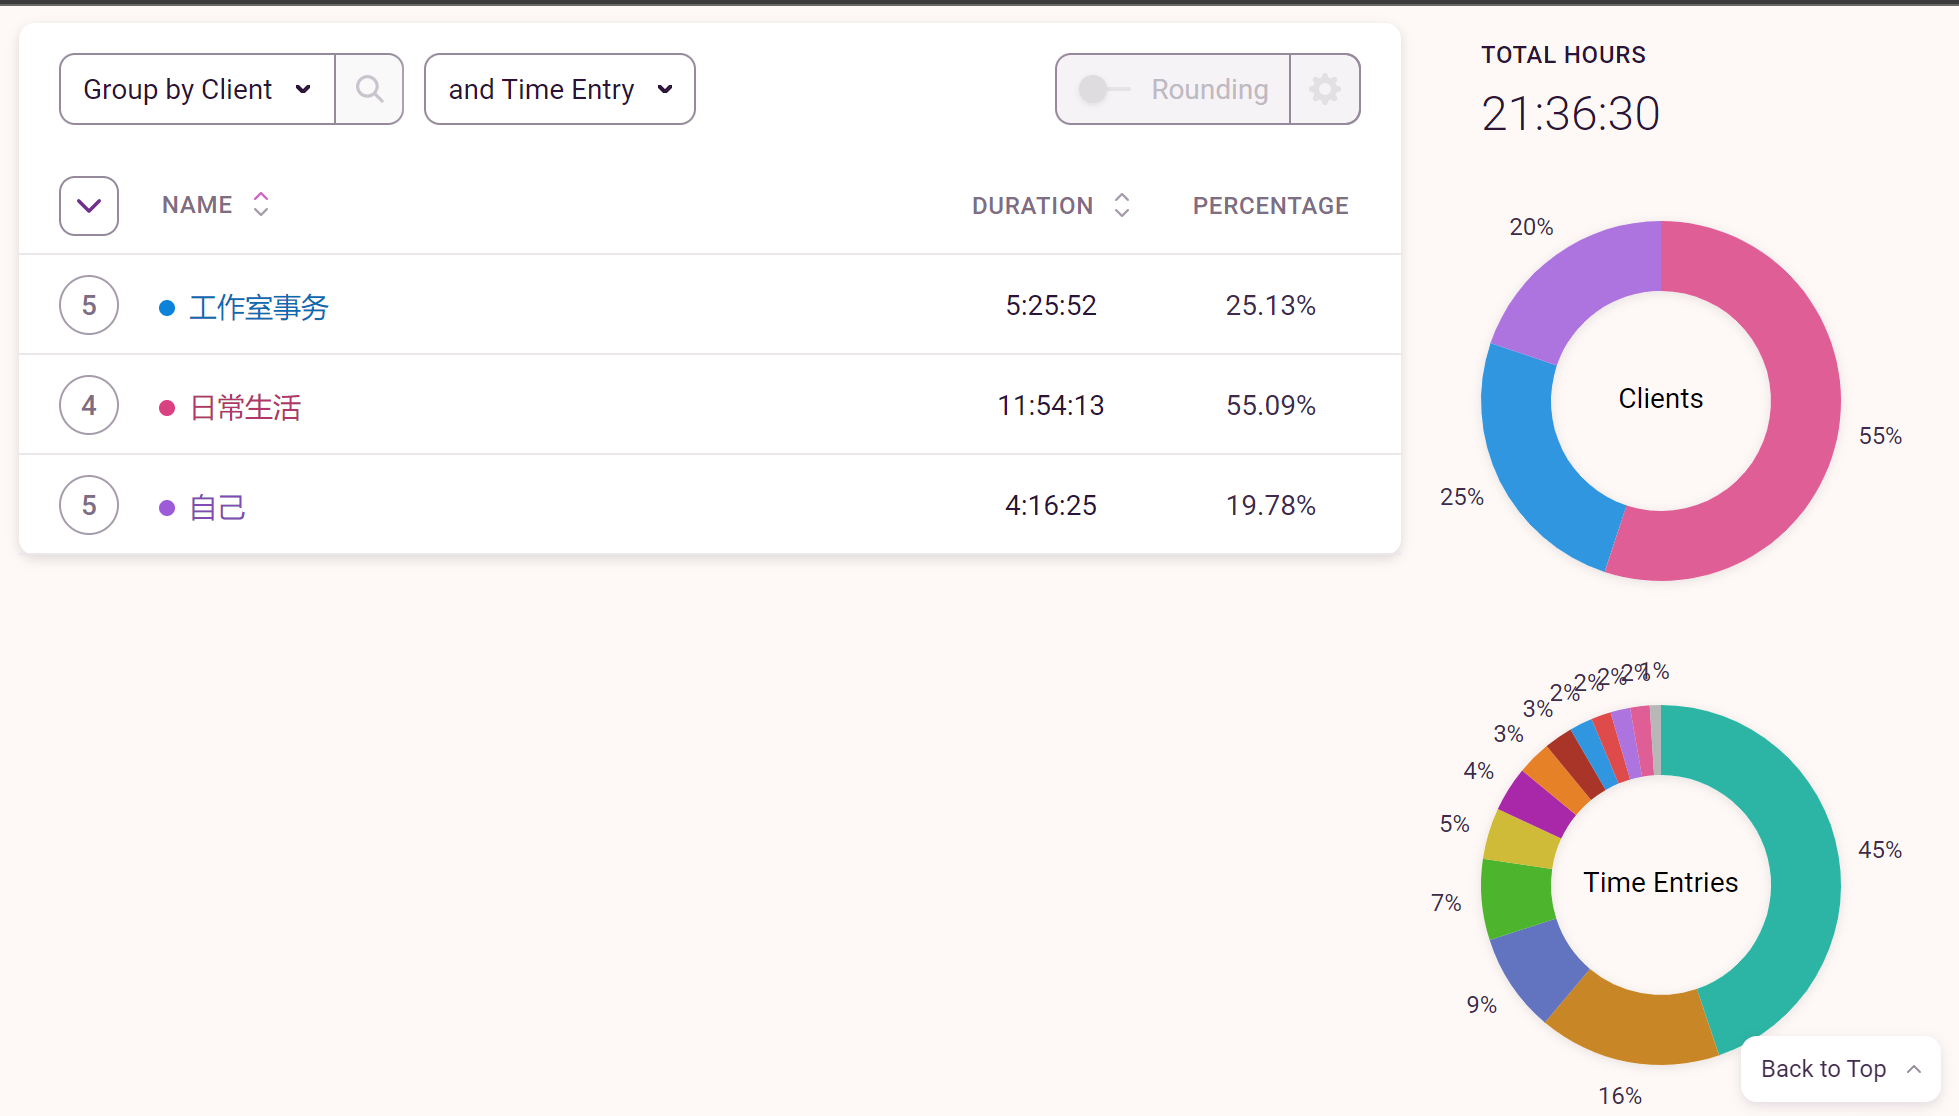 Group by Client
and Time Entry
Rounding
NAME
DURATION
PERCENTAGE
5
工作室事务
5:25:52
25.13%
4
日常生活
11:54:13
55.09%
5
自己
4:16:25
19.78%
TOTAL HOURS
21:36:30
20%
Clients
55%
25%
1%
2%
2%
2%
2%
3%
3%
4%
5%
45%
Time Entries
7%
9%
16%
Back to Top